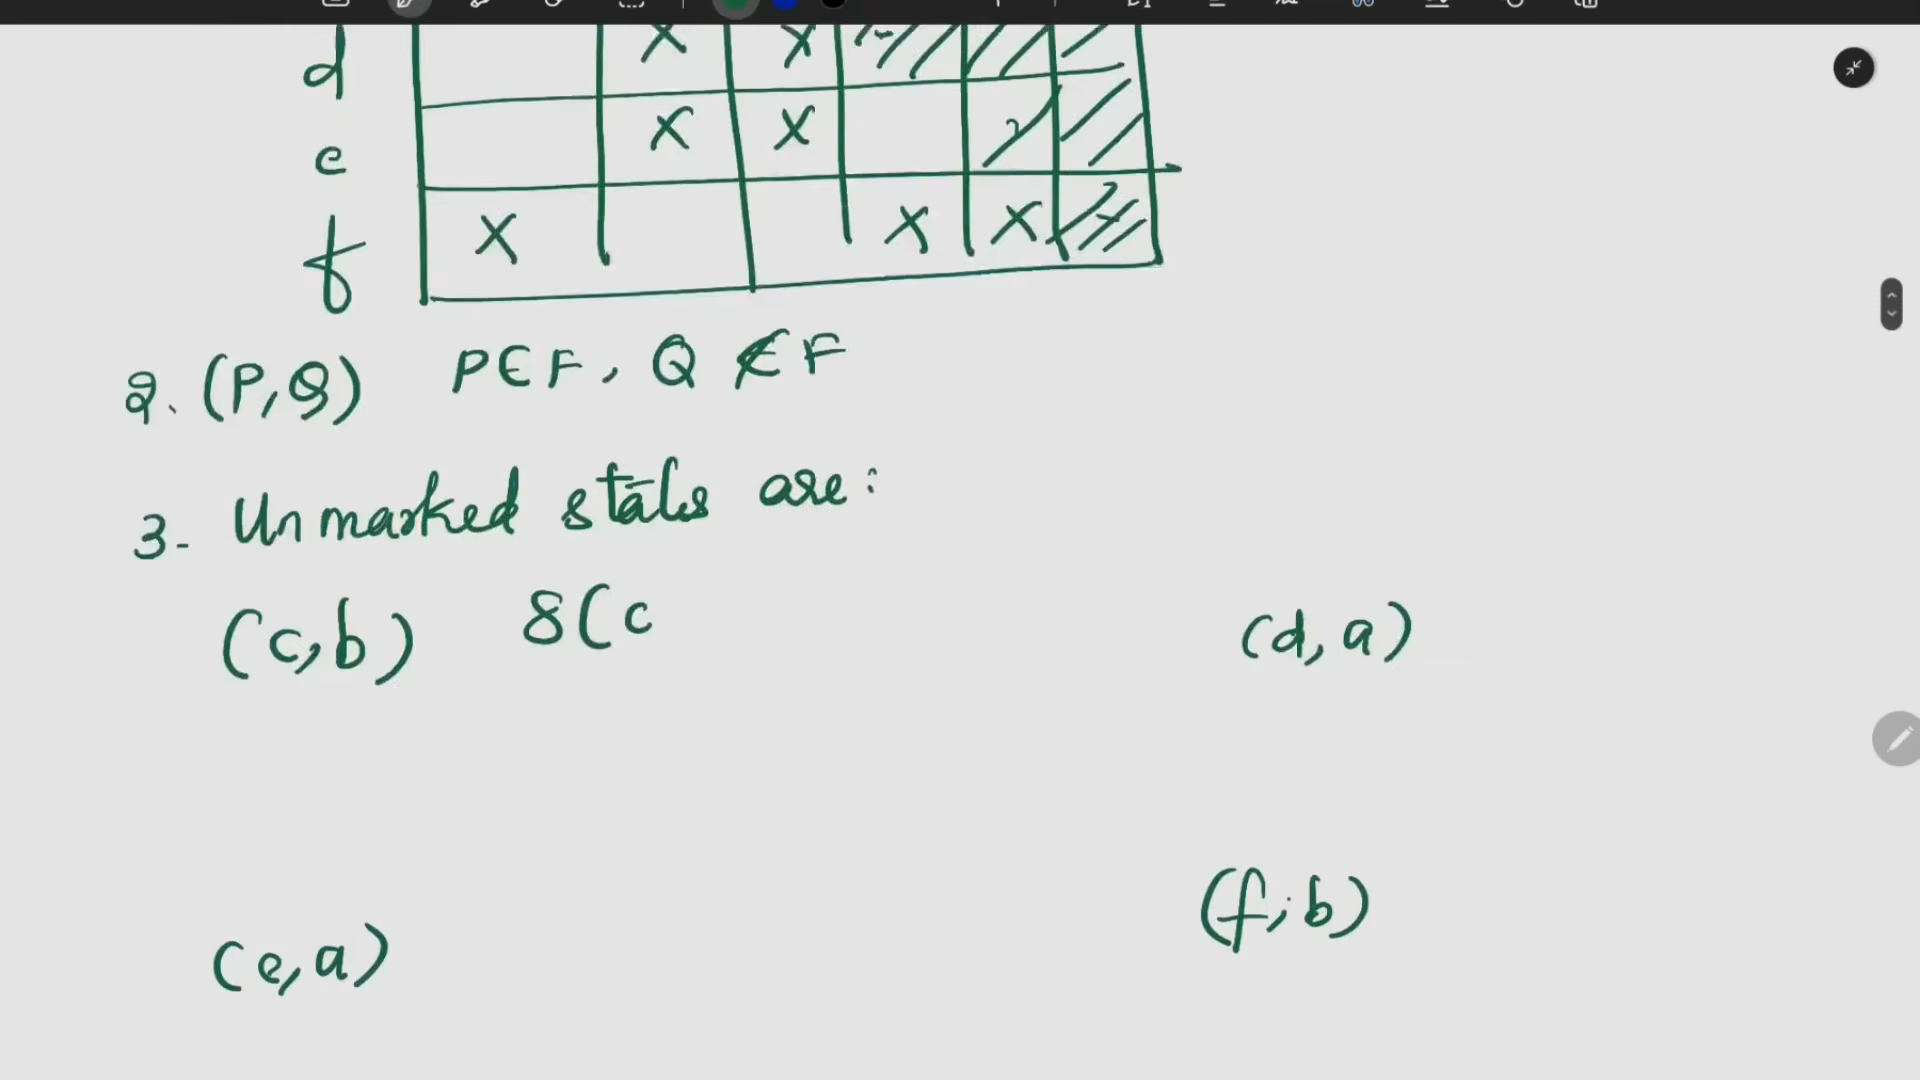 d X X
e X X
f X X X
2. (P,Q) P∈F, Q ∉ F
3- Unmarked states are:
(c,b) δ(c (d,a)
(f,b)
(e,a)